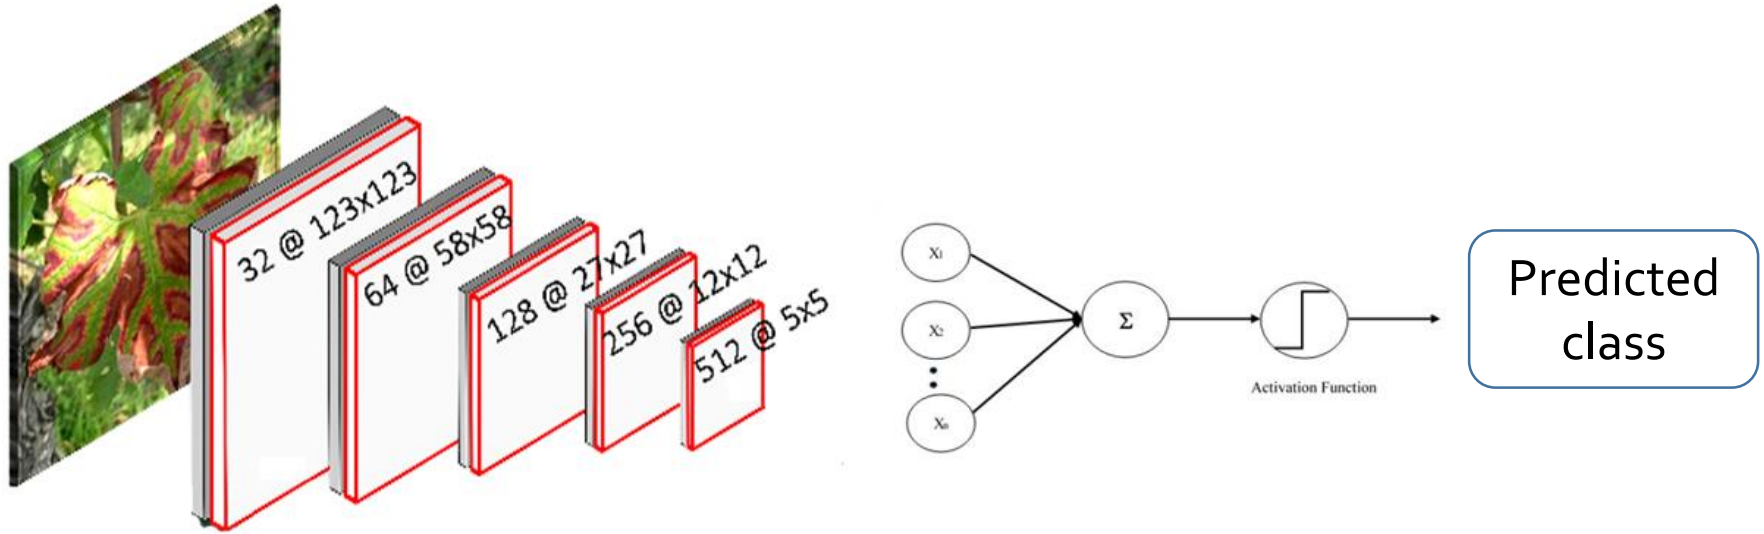 32 @ 123x123
64 @ 58x58
128 @ 27x27
256 @ 12x12
512 @ 5x5
X1
X2
Xn
Σ
Activation Function
Predicted
class